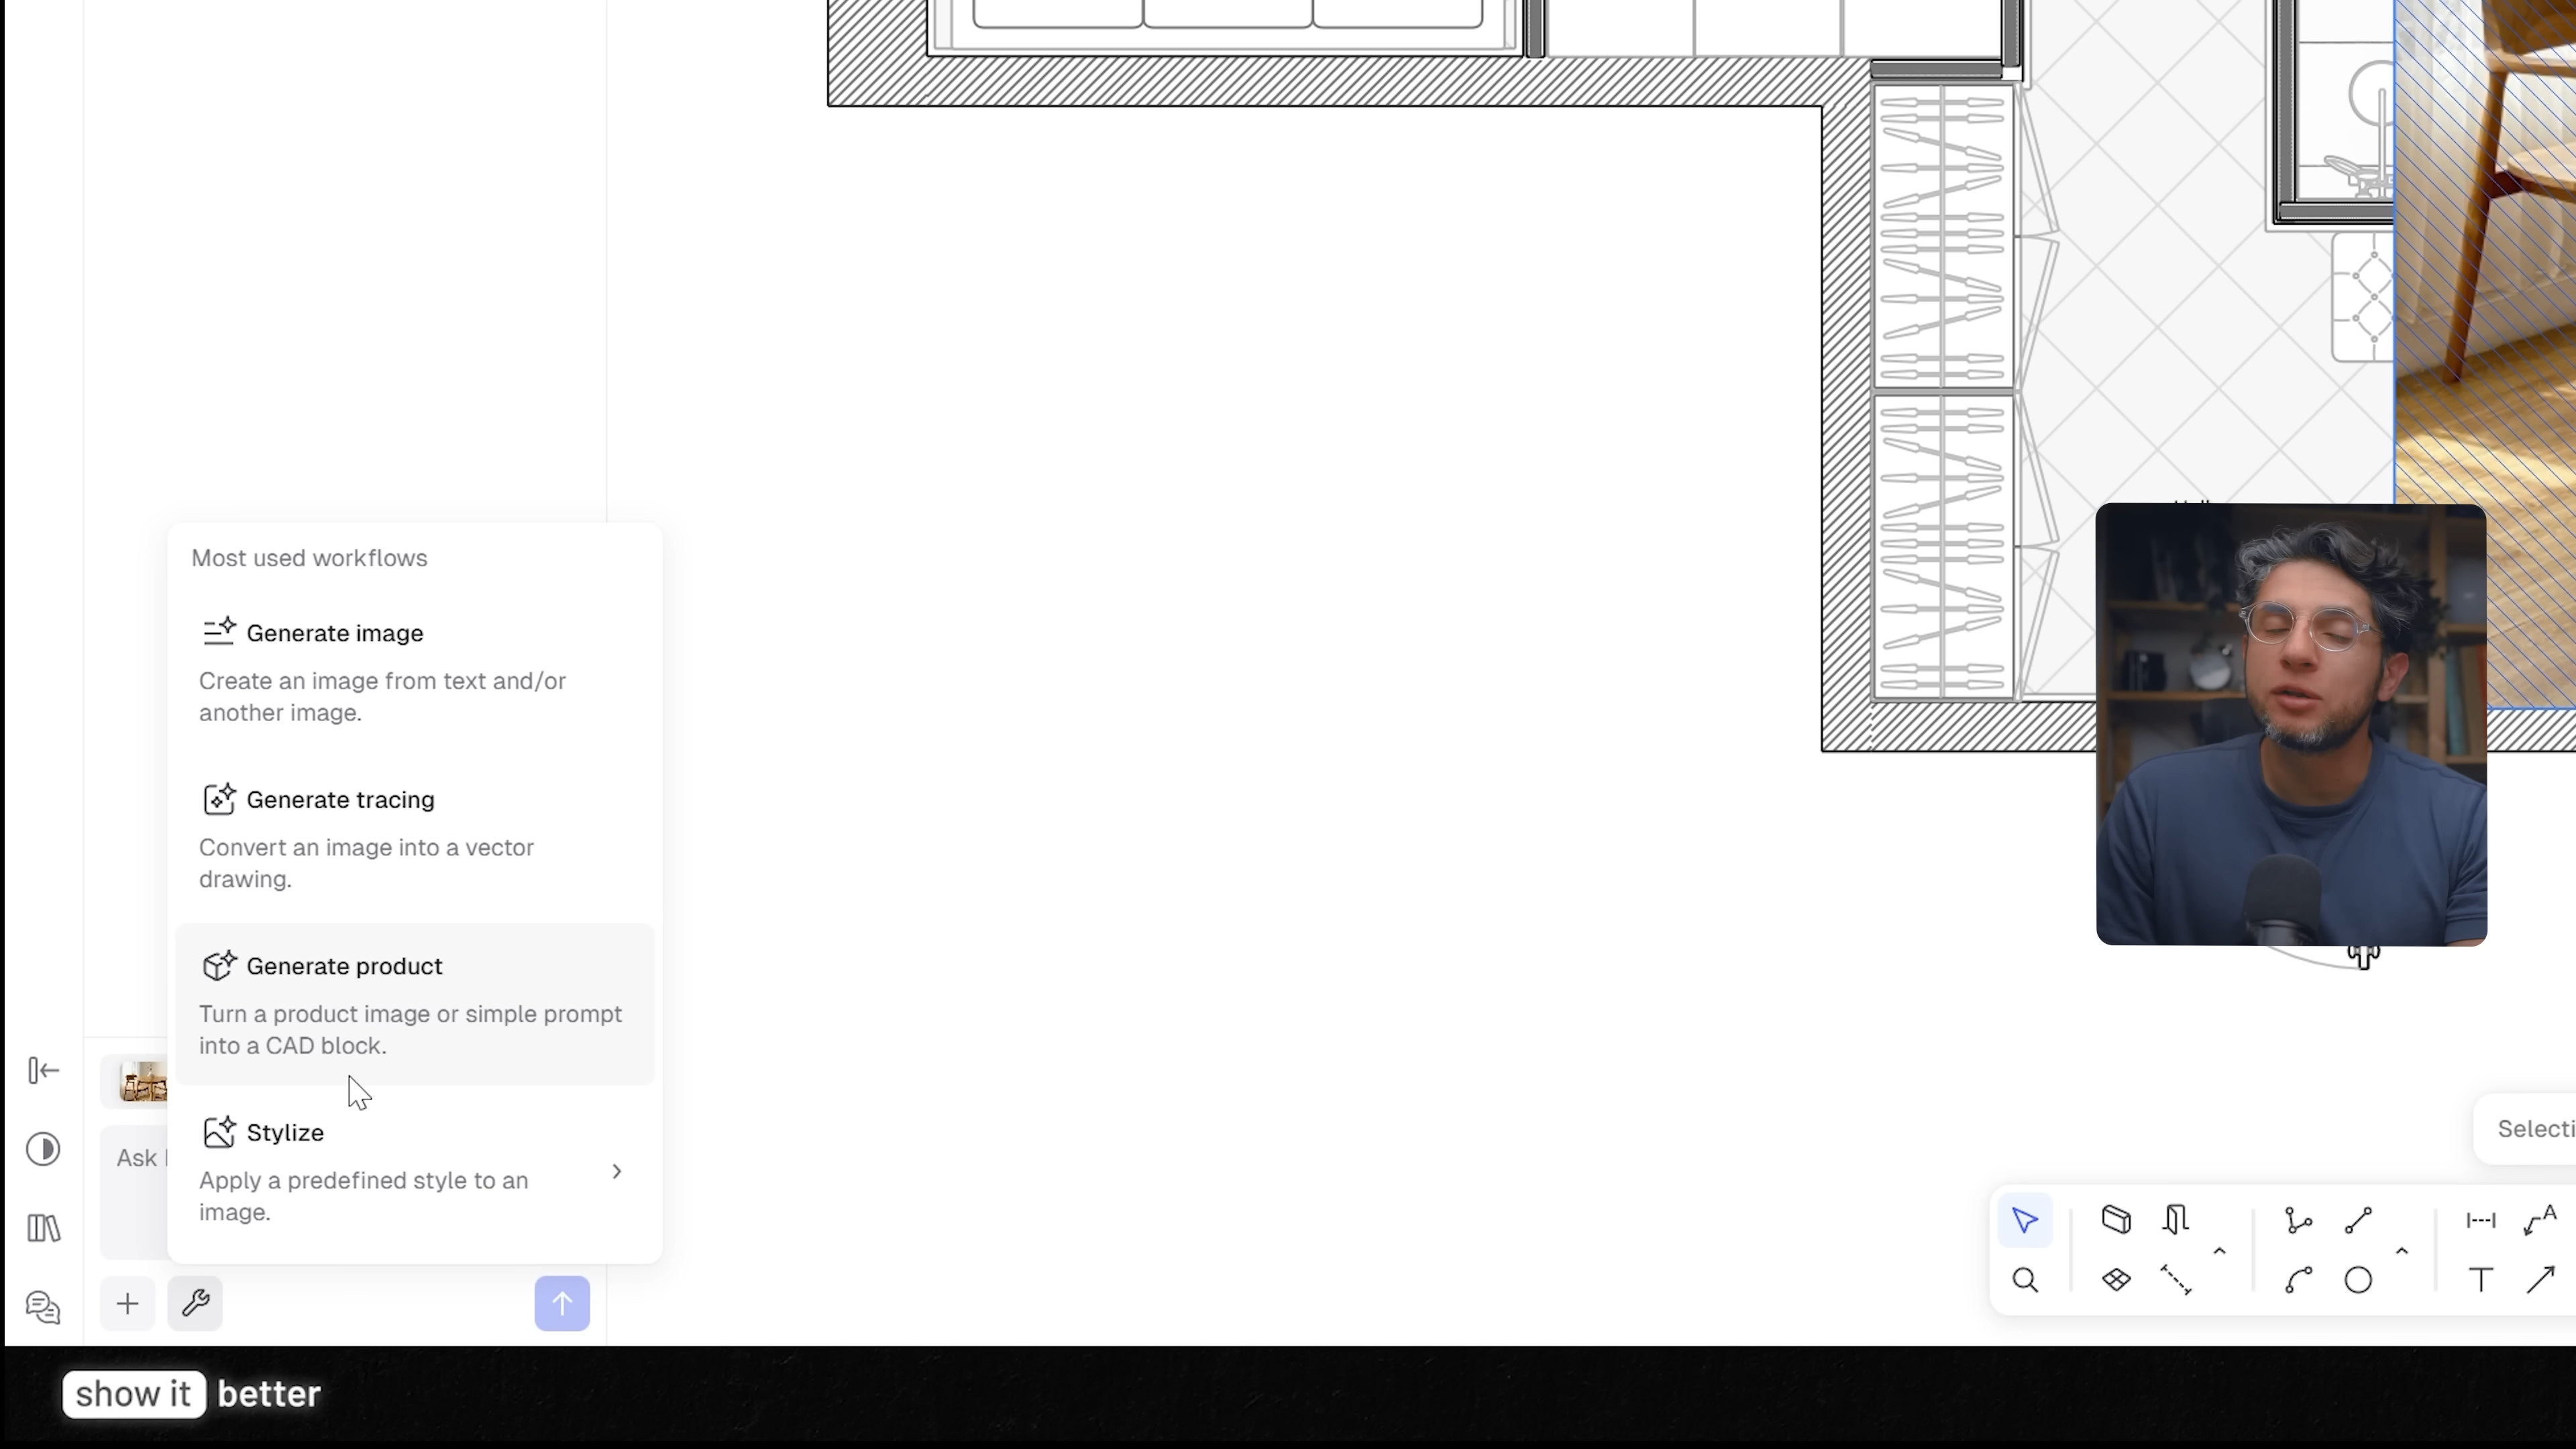 Most used workflows
Generate image
Create an image from text and/or
another image.
Generate tracing
Convert an image into a vector
drawing.
Generate product
Turn a product image or simple prompt
into a CAD block.
Stylize
Apply a predefined style to an
image.
Ask
Selecti
A
T
show it better